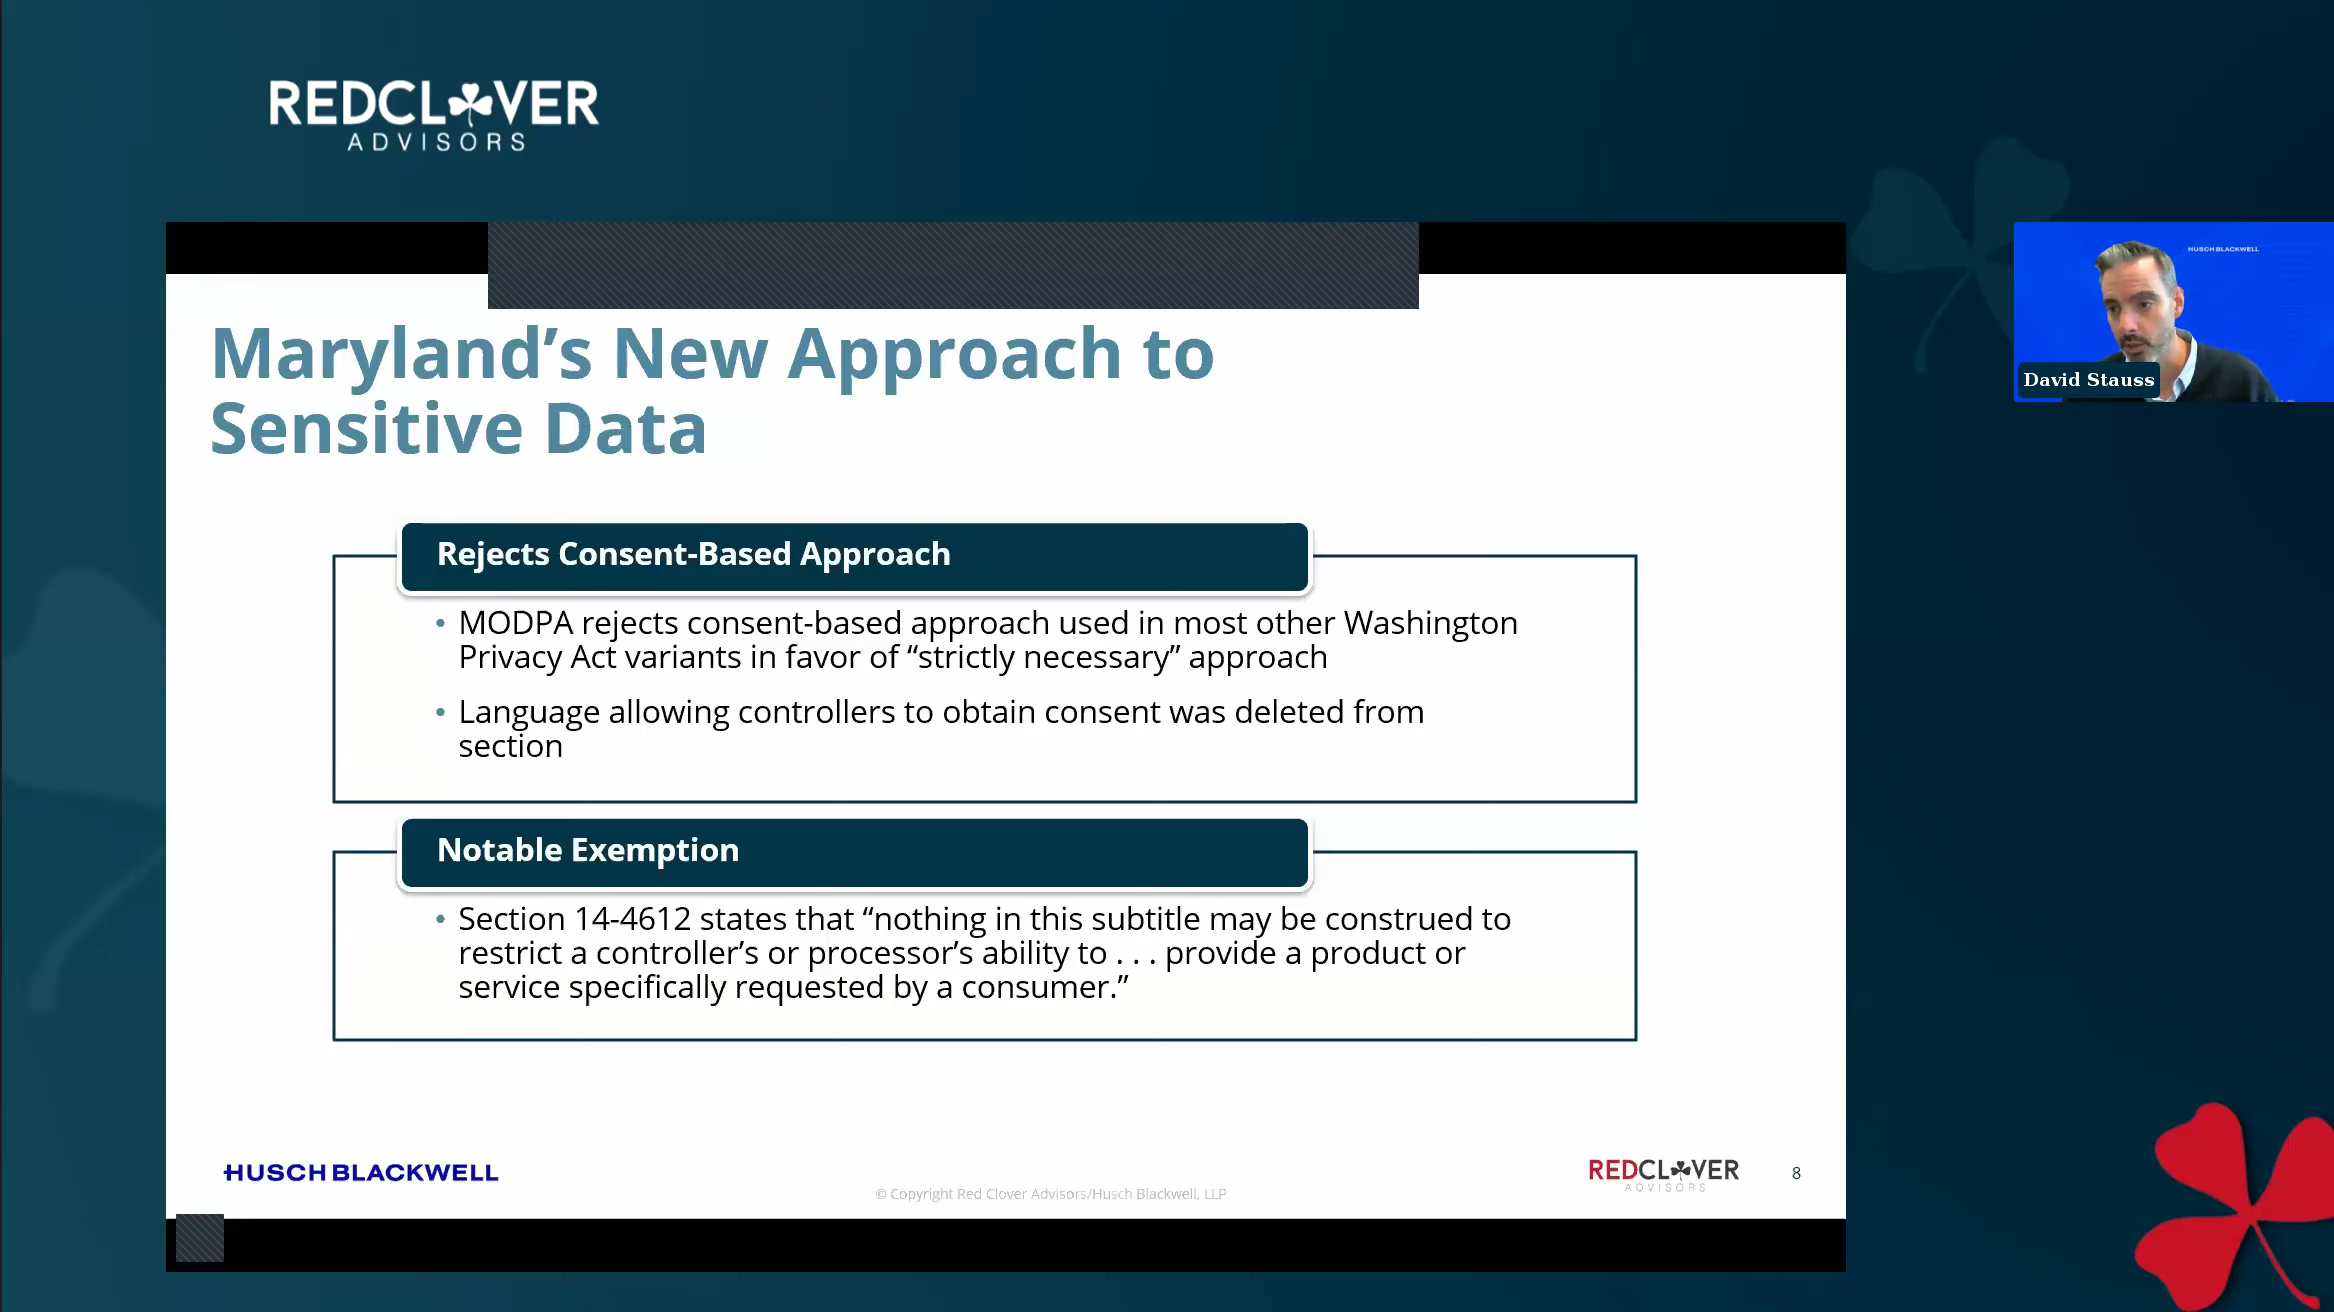 REDCLOVER
ADVISORS
HUSCH BLACKWELL
David Stauss
Maryland’s New Approach to
Sensitive Data
Rejects Consent-Based Approach
• MODPA rejects consent-based approach used in most other Washington
Privacy Act variants in favor of “strictly necessary” approach
• Language allowing controllers to obtain consent was deleted from
section
Notable Exemption
• Section 14-4612 states that “nothing in this subtitle may be construed to
restrict a controller’s or processor’s ability to . . . provide a product or
service specifically requested by a consumer.”
HUSCH BLACKWELL
© Copyright Red Clover Advisors/Husch Blackwell, LLP
REDCLOVER
ADVISORS
8